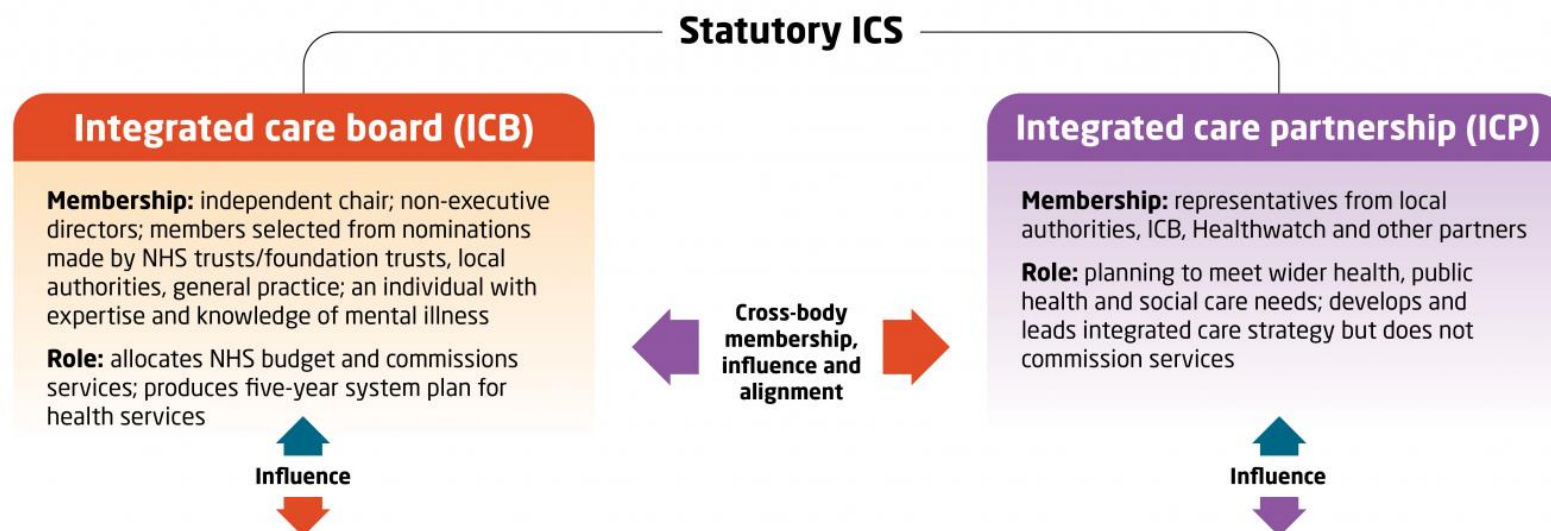 Statutory ICS
Integrated care board (ICB)
Membership: independent chair; non-executive
directors; members selected from nominations
made by NHS trusts/foundation trusts, local
authorities, general practice; an individual with
expertise and knowledge of mental illness
Role: allocates NHS budget and commissions
services; produces five-year system plan for
health services
Influence
Cross-body
membership,
influence and
alignment
Integrated care partnership (ICP)
Membership: representatives from local
authorities, ICB, Healthwatch and other partners
Role: planning to meet wider health, public
health and social care needs; develops and
leads integrated care strategy but does not
commission services
Influence